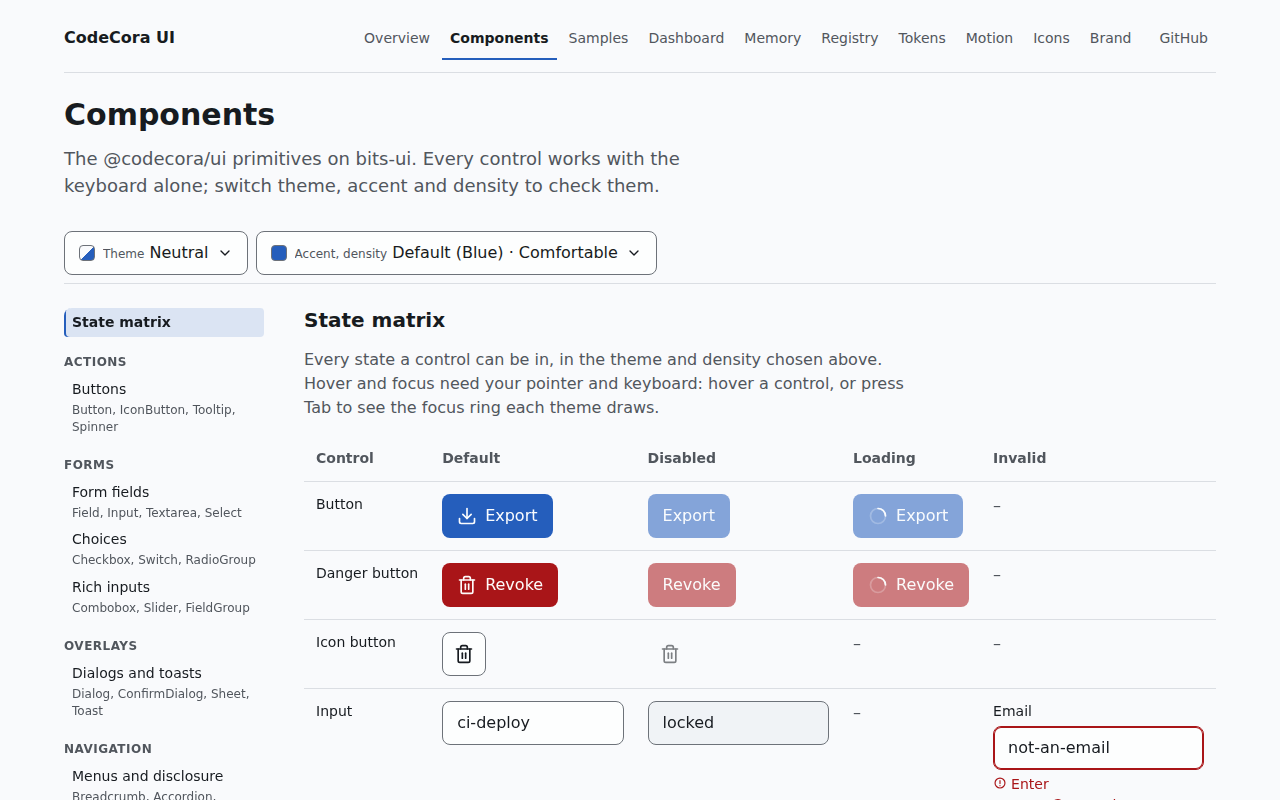 CodeCora UI
Overview Components Samples Dashboard Memory Registry Tokens Motion Icons Brand GitHub
Components
The @codecora/ui primitives on bits-ui. Every control works with the
keyboard alone; switch theme, accent and density to check them.
Theme Neutral
Accent, density Default (Blue) · Comfortable
State matrix
ACTIONS
Buttons
Button, IconButton, Tooltip,
Spinner
FORMS
Form fields
Field, Input, Textarea, Select
Choices
Checkbox, Switch, RadioGroup
Rich inputs
Combobox, Slider, FieldGroup
OVERLAYS
Dialogs and toasts
Dialog, ConfirmDialog, Sheet,
Toast
NAVIGATION
Menus and disclosure
Breadcrumb, Accordion,
State matrix
Every state a control can be in, in the theme and density chosen above.
Hover and focus need your pointer and keyboard: hover a control, or press
Tab to see the focus ring each theme draws.
Control Default Disabled Loading Invalid
Button Export Export Export –
Danger button Revoke Revoke Revoke –
Icon button – –
Input ci-deploy locked – Email
not-an-email
Enter